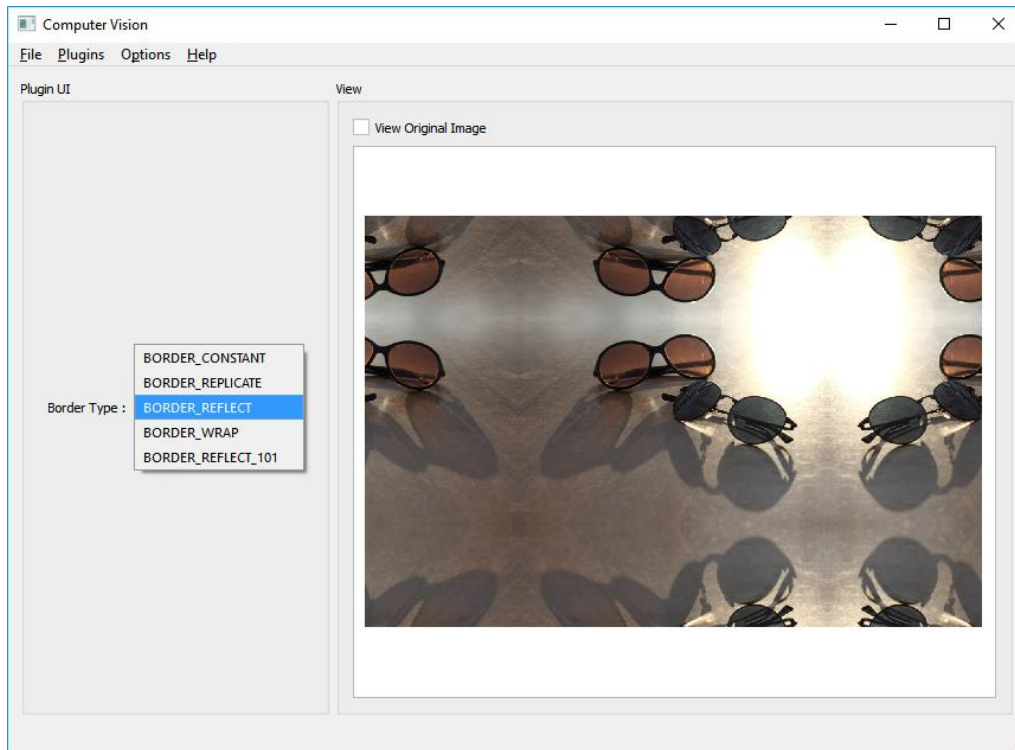 Computer Vision
File Plugins Options Help
Plugin UI
View
View Original Image
BORDER_CONSTANT
BORDER_REPLICATE
Border Type : BORDER_REFLECT
BORDER_WRAP
BORDER_REFLECT_101